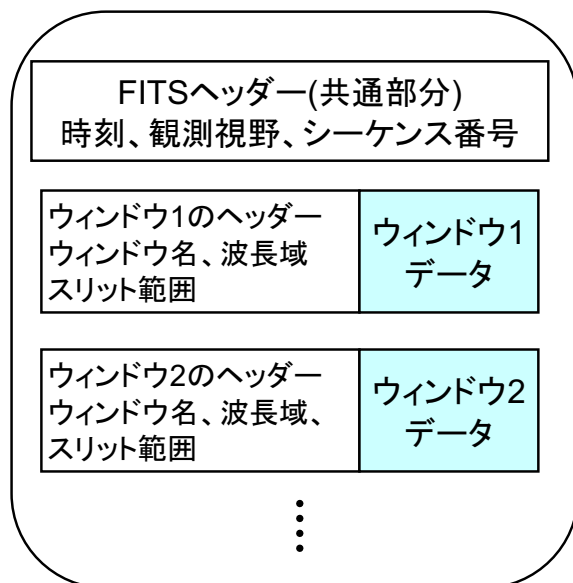 FITSヘッダー(共通部分)
時刻、観測視野、シーケンス番号
ウィンドウ1のヘッダー
ウィンドウ名、波長域
スリット範囲
ウィンドウ1
データ
ウィンドウ2のヘッダー
ウィンドウ名、波長域、
スリット範囲
ウィンドウ2
データ